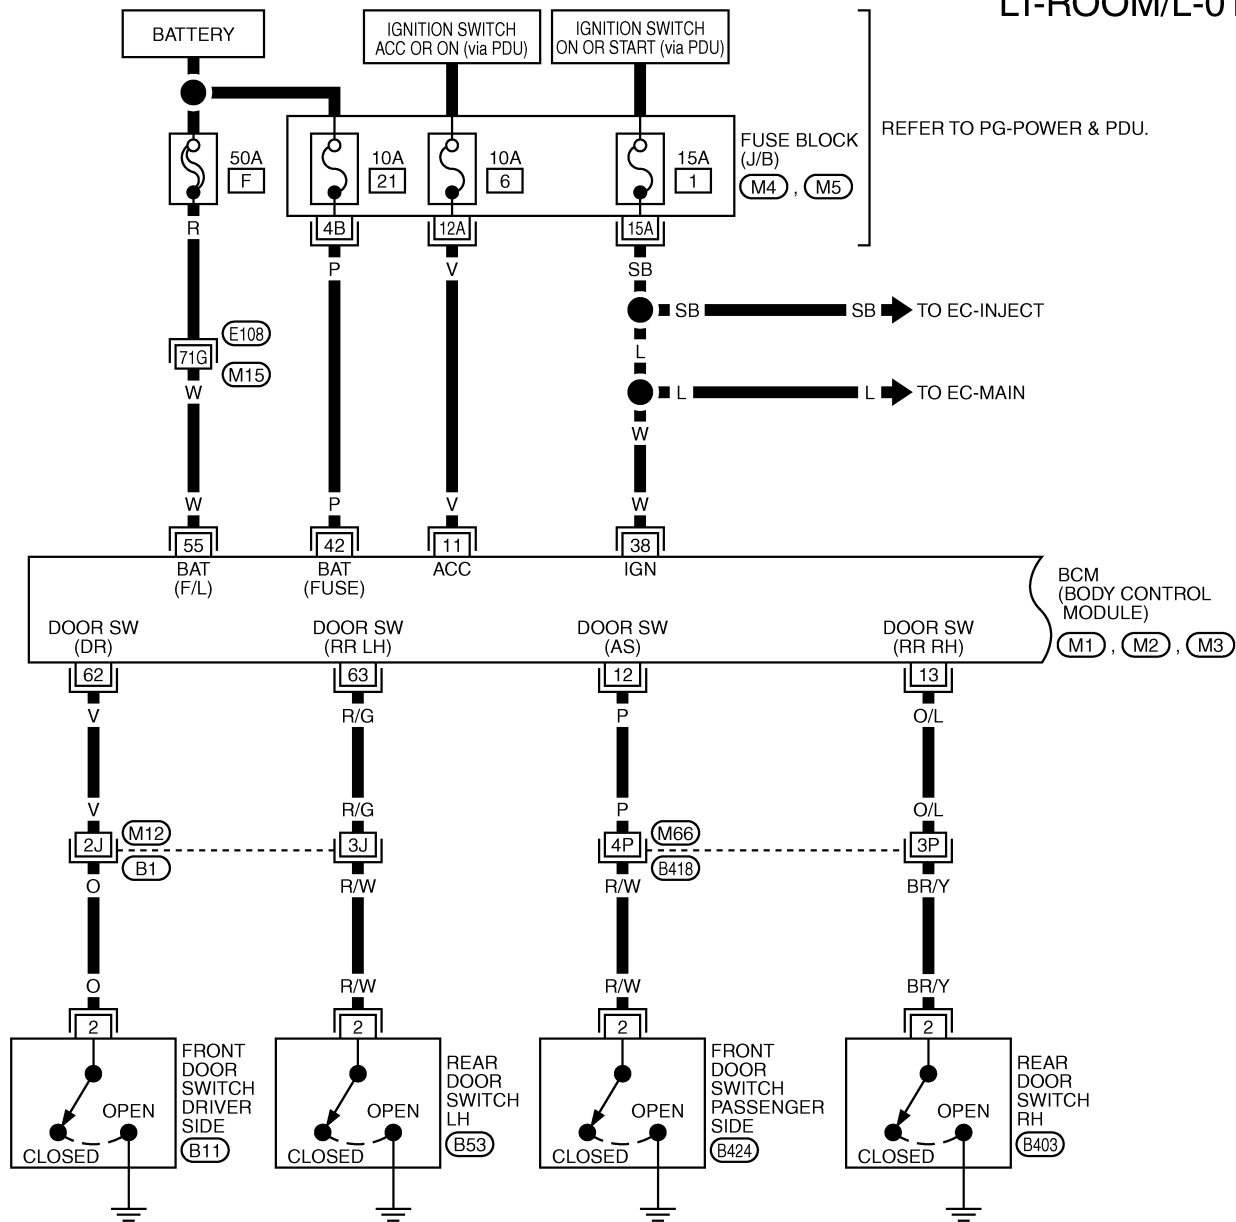 LT-ROOM/L-01
BATTERY
IGNITION SWITCH
ACC OR ON (via PDU)
IGNITION SWITCH
ON OR START (via PDU)
REFER TO PG-POWER & PDU.
50A
F
10A
21
10A
6
15A
1
FUSE BLOCK
(J/B)
M4 , M5
R
4B
12A
15A
P
V
SB
SB
SB
TO EC-INJECT
E108
71G
M15
L
W
L
L
TO EC-MAIN
W
W
P
V
W
55
42
11
38
BAT
(F/L)
BAT
(FUSE)
ACC
IGN
BCM
(BODY CONTROL
MODULE)
M1 , M2 , M3
DOOR SW
(DR)
DOOR SW
(RR LH)
DOOR SW
(AS)
DOOR SW
(RR RH)
62
63
12
13
V
R/G
P
O/L
V
R/G
P
O/L
2J
M12
B1
3J
4P
M66
B418
3P
O
R/W
R/W
BR/Y
O
R/W
R/W
BR/Y
2
2
2
2
FRONT
DOOR
SWITCH
DRIVER
SIDE
B11
OPEN
CLOSED
REAR
DOOR
SWITCH
LH
B53
OPEN
CLOSED
FRONT
DOOR
SWITCH
PASSENGER
SIDE
B424
OPEN
CLOSED
REAR
DOOR
SWITCH
RH
B403
OPEN
CLOSED